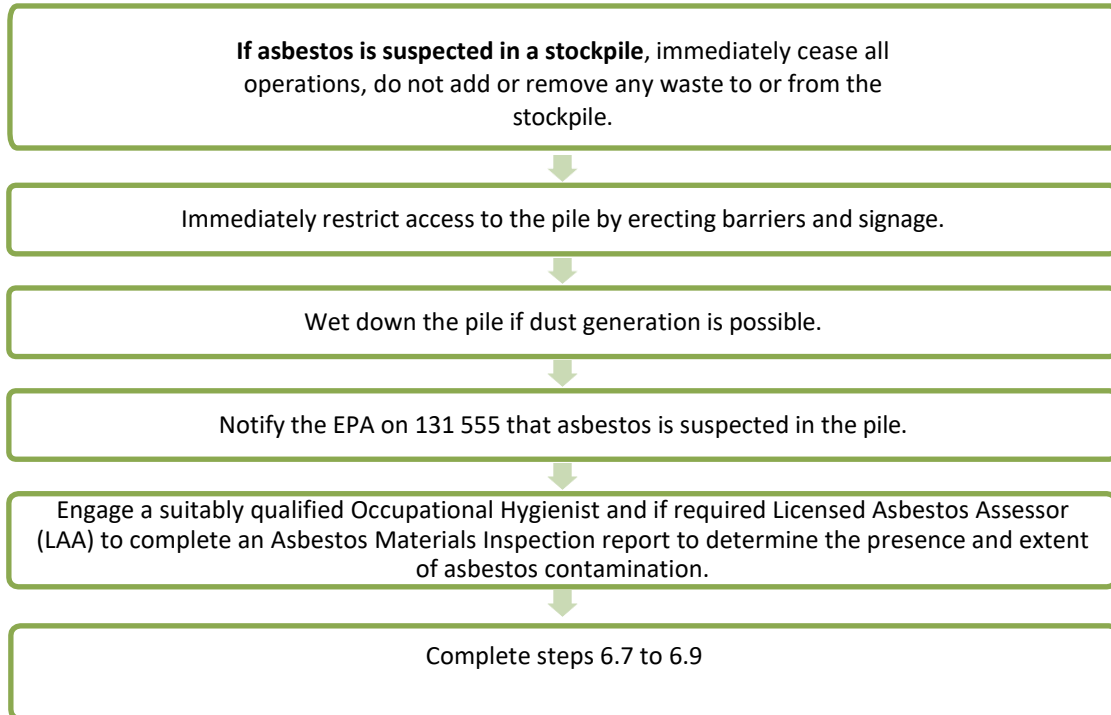 If asbestos is suspected in a stockpile, immediately cease all
operations, do not add or remove any waste to or from the
stockpile.
Immediately restrict access to the pile by erecting barriers and signage.
Wet down the pile if dust generation is possible.
Notify the EPA on 131 555 that asbestos is suspected in the pile.
Engage a suitably qualified Occupational Hygienist and if required Licensed Asbestos Assessor
(LAA) to complete an Asbestos Materials Inspection report to determine the presence and extent
of asbestos contamination.
Complete steps 6.7 to 6.9